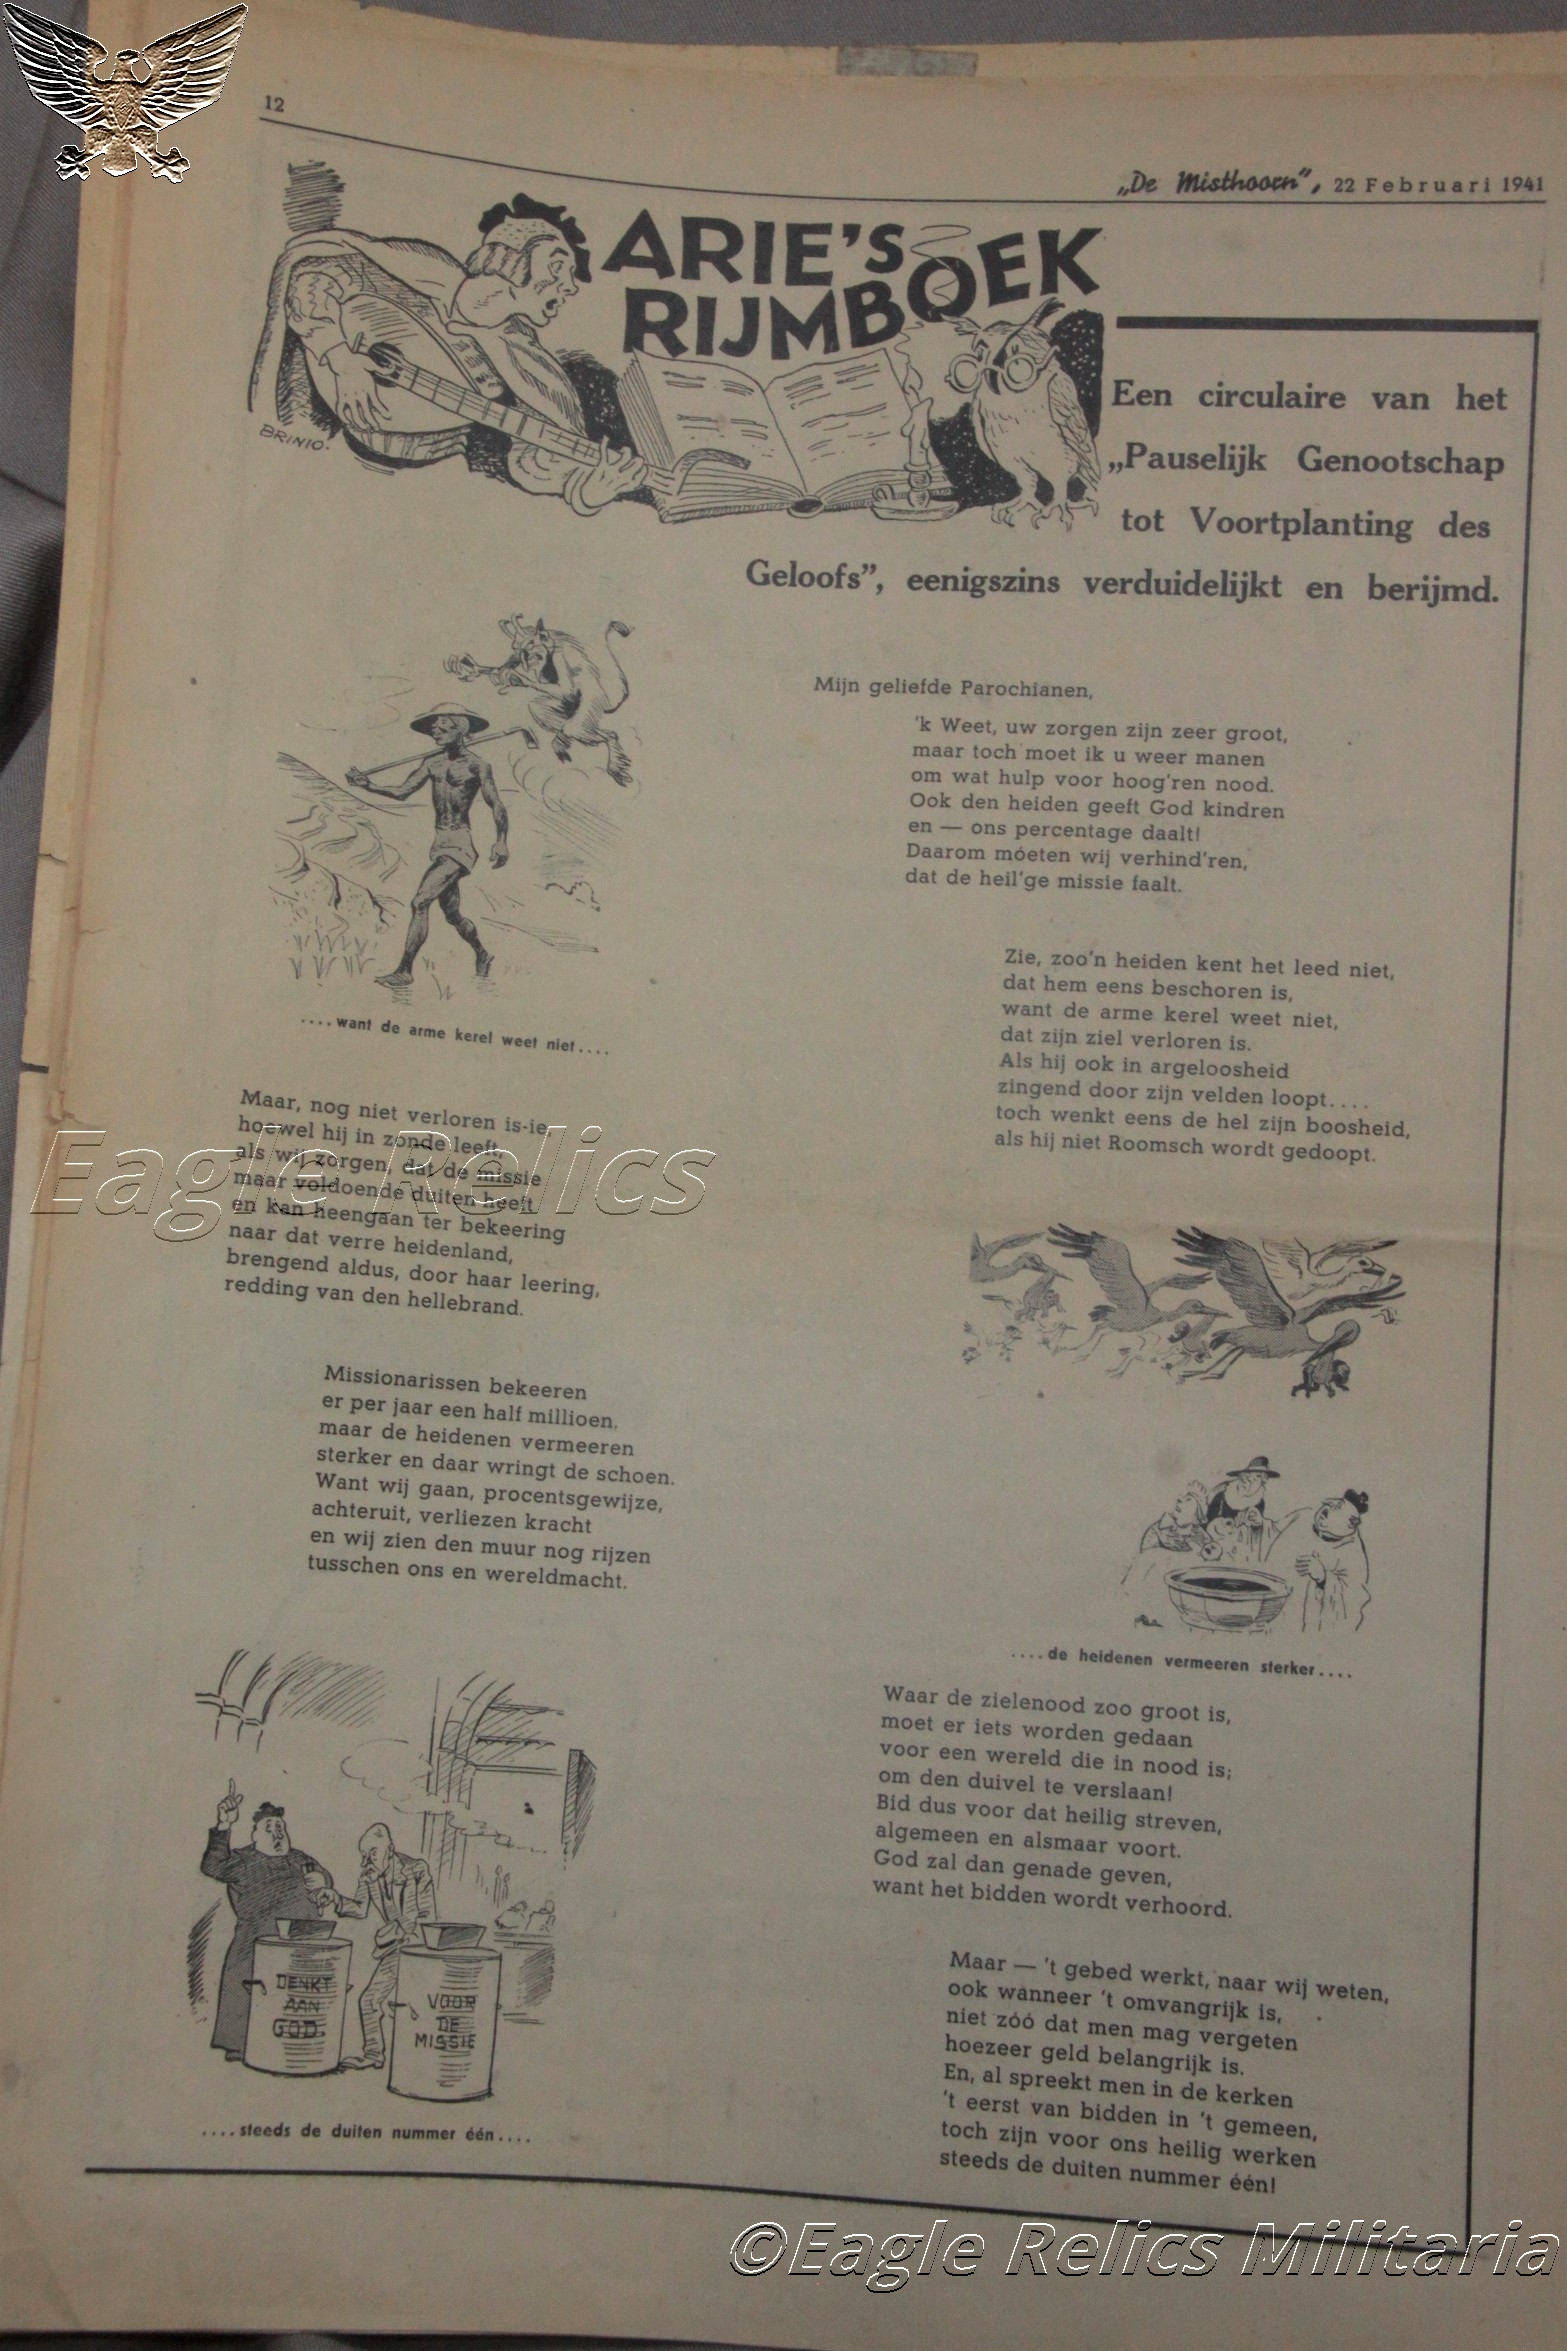 12
„De Misthoorn”, 22 Februari 1941
ARIE'S
RIJMBOEK
BRINIO.
Een circulaire van het
„Pauselijk Genootschap
tot Voortplanting des
Geloofs”, eenigszins verduidelijkt en berijmd.
Mijn geliefde Parochianen,
'k Weet, uw zorgen zijn zeer groot,
maar toch moet ik u weer manen
om wat hulp voor hoog'ren nood.
Ook den heiden geeft God kindren
en — ons percentage daalt!
Daarom móeten wij verhind'ren,
dat de heil'ge missie faalt.
Zie, zoo'n heiden kent het leed niet,
dat hem eens beschoren is,
want de arme kerel weet niet,
dat zijn ziel verloren is.
Als hij ook in argeloosheid
zingend door zijn velden loopt....
toch wenkt eens de hel zijn boosheid,
als hij niet Roomsch wordt gedoopt.
....want de arme kerel weet niet....
Maar, nog niet verloren is-ie,
hoewel hij in zonde leeft,
als wij zorgen, dat de missie
maar voldoende duiten heeft
en kan heengaan ter bekeering
naar dat verre heidenland,
brengend aldus, door haar leering,
redding van den hellebrand.
Missionarissen bekeeren
er per jaar een half millioen,
maar de heidenen vermeeren
sterker en daar wringt de schoen.
Want wij gaan, procentsgewijze,
achteruit, verliezen kracht
en wij zien den muur nog rijzen
tusschen ons en wereldmacht.
....de heidenen vermeeren sterker....
Waar de zielenood zoo groot is,
moet er iets worden gedaan
voor een wereld die in nood is;
om den duivel te verslaan!
Bid dus voor dat heilig streven,
algemeen en alsmaar voort.
God zal dan genade geven,
want het bidden wordt verhoord.
Maar — 't gebed werkt, naar wij weten,
ook wanneer 't omvangrijk is,
niet zóó dat men mag vergeten
hoezeer geld belangrijk is.
En, al spreekt men in de kerken
't eerst van bidden in 't gemeen,
toch zijn voor ons heilig werken
steeds de duiten nummer één!
DENKT
AAN
GOD.
VOOR
DE
MISSIE
....steeds de duiten nummer één....
Eagle Relics
©Eagle Relics Militaria